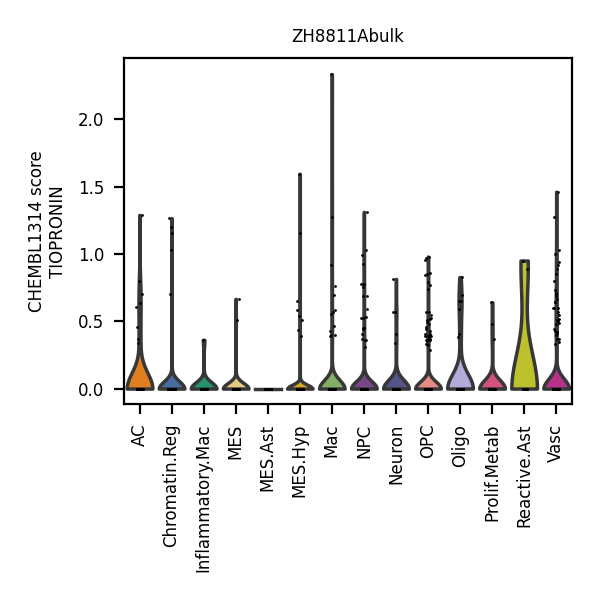 ZH8811Abulk
CHEMBL1314 score
TIOPRONIN
2.0
1.5
1.0
0.5
0.0
AC
Chromatin.Reg
Inflammatory.Mac
MES
MES.Ast
MES.Hyp
Mac
NPC
Neuron
OPC
Oligo
Prolif.Metab
Reactive.Ast
Vasc